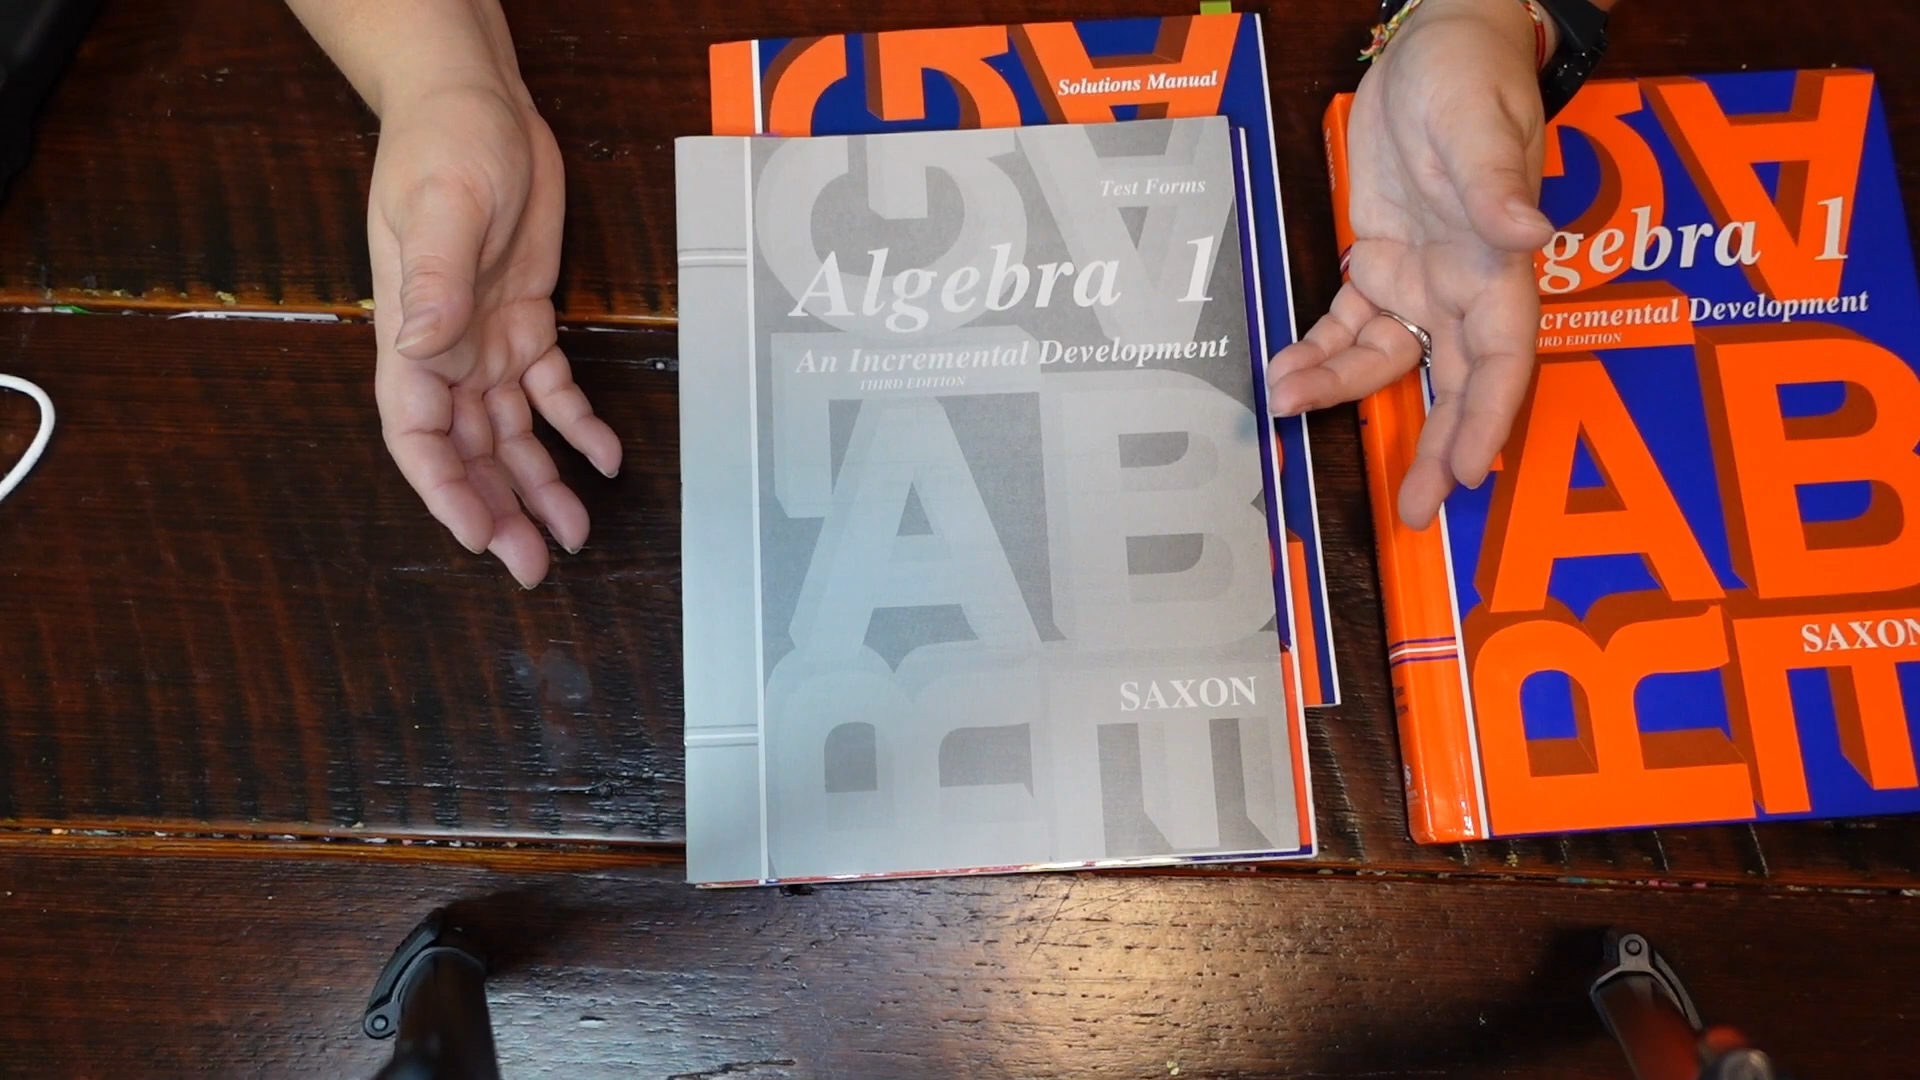 Solutions Manual
Test Forms
Algebra 1
An Incremental Development
THIRD EDITION
SAXON
gebra 1
cremental Development
IRD EDITION
SAXON